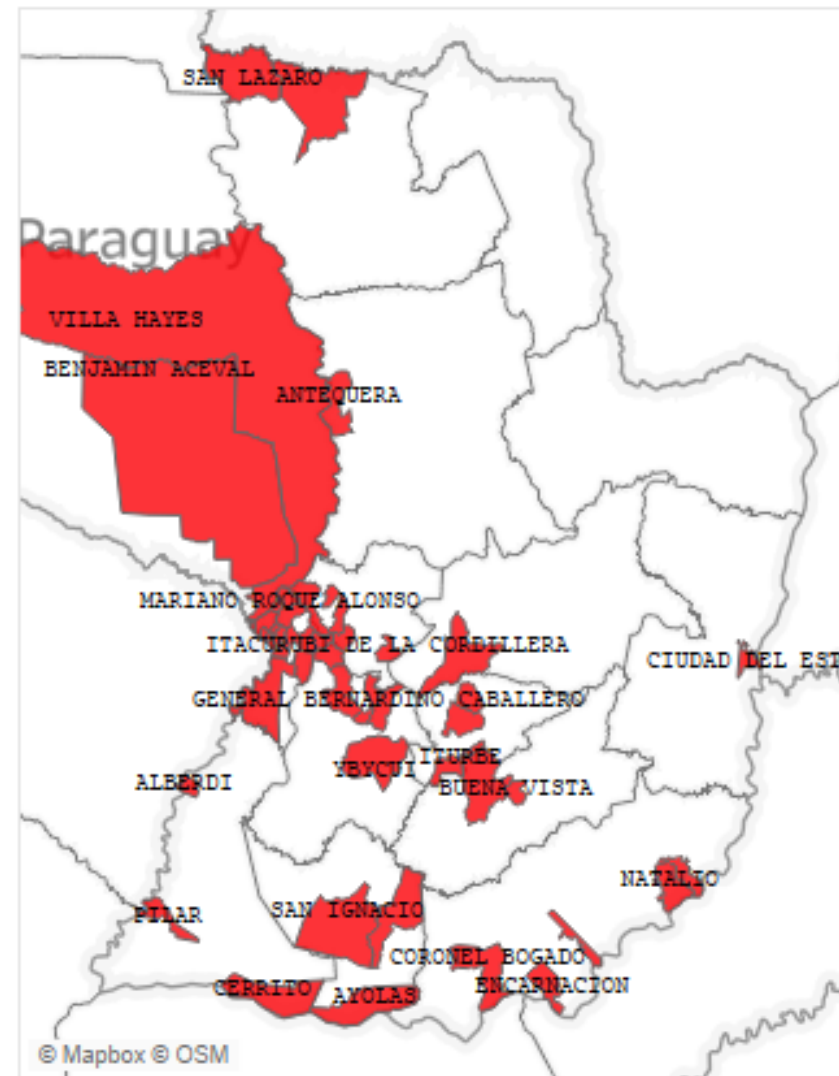 SAN LAZARO
Paraguay
VILLA HAYES
BENJAMIN ACEVAL
ANTEQUERA
MARIANO ROQUE ALONSO
ITACURUBI DE LA CORDILLERA
CIUDAD DEL EST
GENERAL BERNARDINO CABALLERO
ITURBE
YBYCUI
ALBERDI
BUENA VISTA
NATALIO
SAN IGNACIO
PILAR
CORONEL BOGADO
ENCARNACION
CERRITO
AYOLAS
© Mapbox © OSM